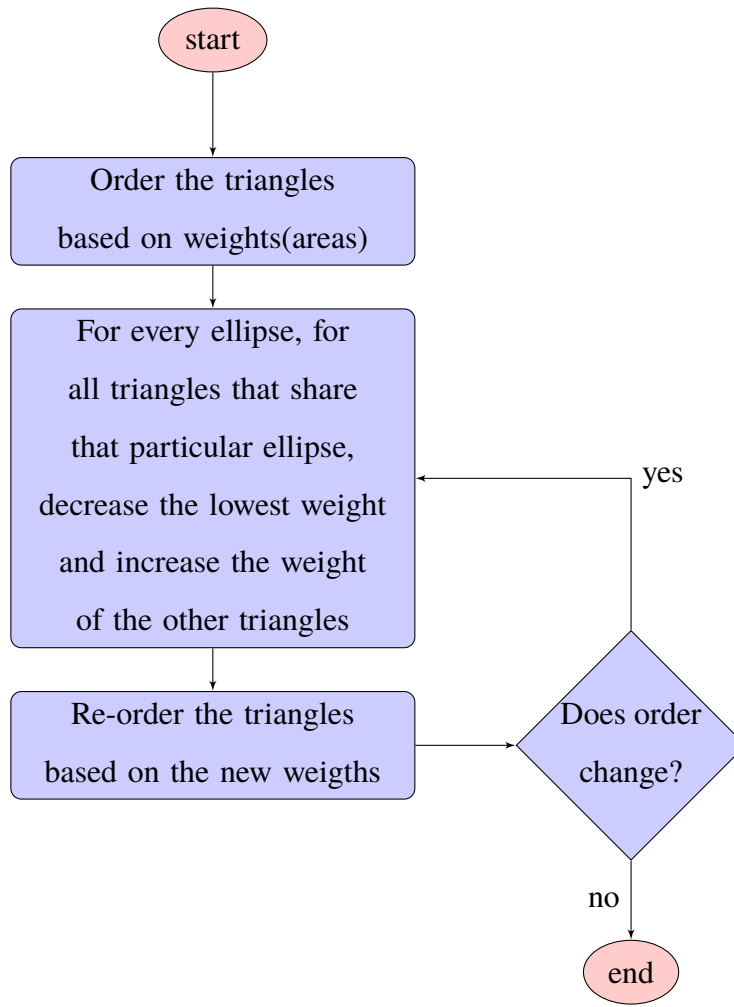 start
Order the triangles
based on weights(areas)
For every ellipse, for
all triangles that share
that particular ellipse,
decrease the lowest weight
and increase the weight
of the other triangles
yes
Re-order the triangles
based on the new weigths
Does order
change?
no
end